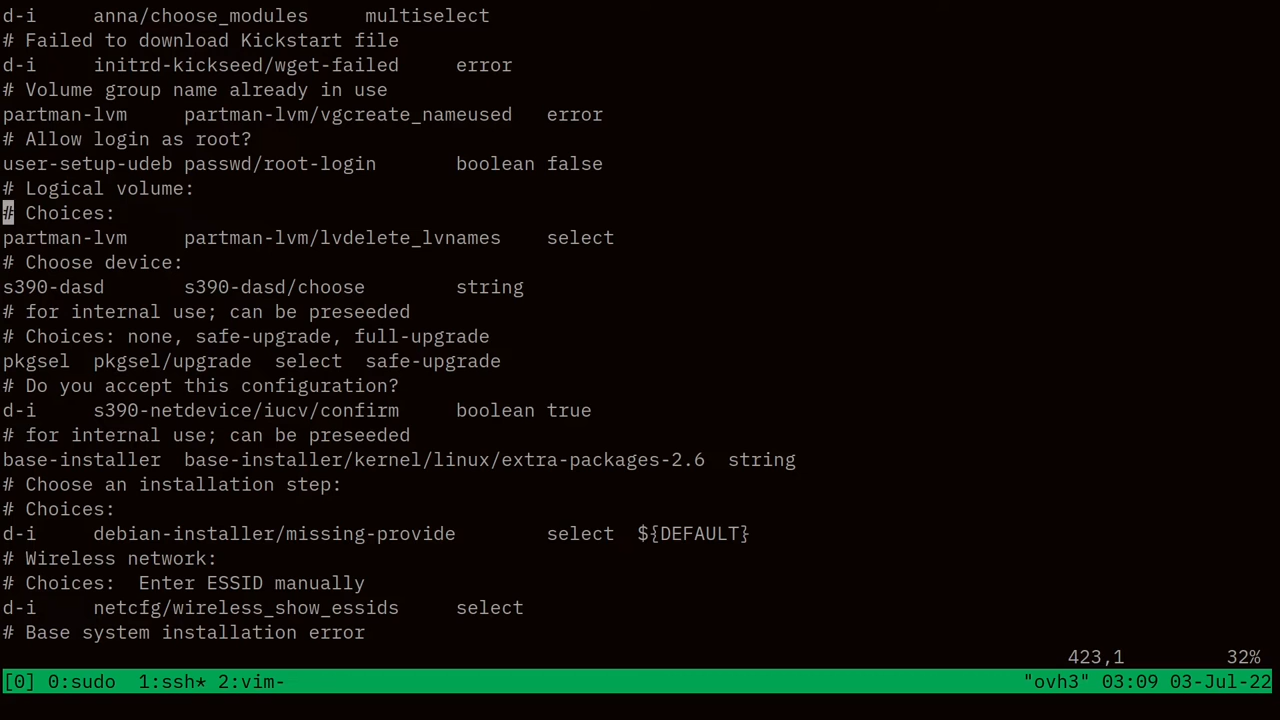 d-i     anna/choose_modules     multiselect
# Failed to download Kickstart file
d-i     initrd-kickseed/wget-failed     error
# Volume group name already in use
partman-lvm     partman-lvm/vgcreate_nameused   error
# Allow login as root?
user-setup-udeb passwd/root-login       boolean false
# Logical volume:
# Choices:
partman-lvm     partman-lvm/lvdelete_lvnames    select
# Choose device:
s390-dasd       s390-dasd/choose        string
# for internal use; can be preseeded
# Choices: none, safe-upgrade, full-upgrade
pkgsel  pkgsel/upgrade  select  safe-upgrade
# Do you accept this configuration?
d-i     s390-netdevice/iucv/confirm     boolean true
# for internal use; can be preseeded
base-installer  base-installer/kernel/linux/extra-packages-2.6  string
# Choose an installation step:
# Choices:
d-i     debian-installer/missing-provide        select  ${DEFAULT}
# Wireless network:
# Choices:  Enter ESSID manually
d-i     netcfg/wireless_show_essids     select
# Base system installation error
423,1         32%
[0] 0:sudo  1:ssh* 2:vim-    "ovh3" 03:09 03-Jul-22